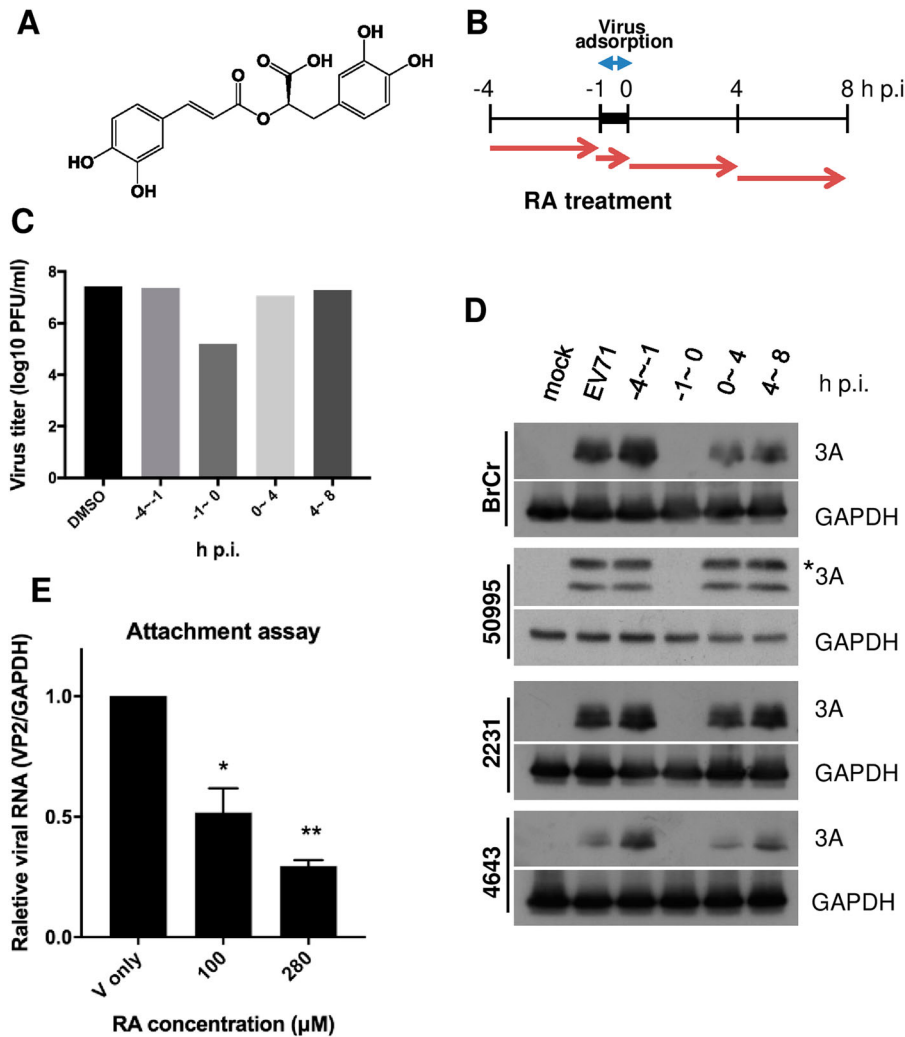 A
OH
O
OH
OH
O
O
HO
OH
B
Virus
adsorption
-4
-1
0
4
8
h p.i
RA treatment
C
Virus titer (log10 PFU/ml)
8
6
4
2
0
DMSO
-4~-1
-1~ 0
0~ 4
4~ 8
h p.i.
D
mock
EV71
-4~-1
-1~ 0
0~ 4
4~ 8
h p.i.
BrCr
3A
GAPDH
50995
*3A
GAPDH
2231
3A
GAPDH
4643
3A
GAPDH
E
Attachment assay
Raletive viral RNA (VP2/GAPDH)
1.0
0.5
0.0
*
**
V only
100
280
RA concentration (µM)